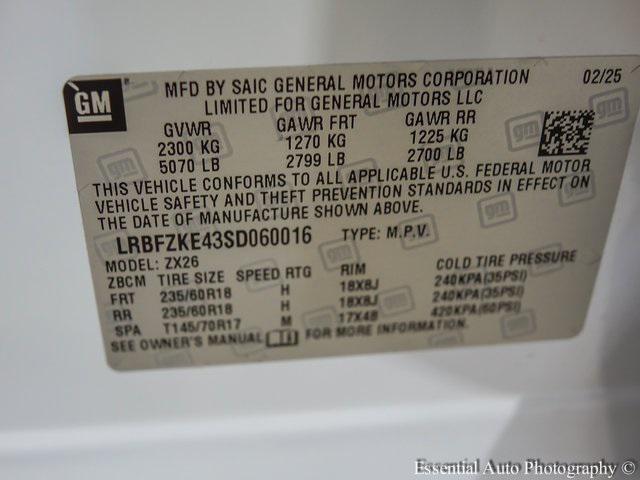 GM
MFD BY SAIC GENERAL MOTORS CORPORATION 02/25
LIMITED FOR GENERAL MOTORS LLC
GVWR GAWR FRT GAWR RR
2300 KG 1270 KG 1225 KG
5070 LB 2799 LB 2700 LB
THIS VEHICLE CONFORMS TO ALL APPLICABLE U.S. FEDERAL MOTOR
VEHICLE SAFETY AND THEFT PREVENTION STANDARDS IN EFFECT ON
THE DATE OF MANUFACTURE SHOWN ABOVE.
LRBFZKE43SD060016 TYPE: M.P.V.
MODEL: ZX26
ZBCM TIRE SIZE SPEED RTG RIM COLD TIRE PRESSURE
FRT 235/60R18 H 18X8J 240KPA(35PSI)
RR 235/60R18 H 18X8J 240KPA(35PSI)
SPA T145/70R17 M 17X4B 420KPA(60PSI)
SEE OWNER'S MANUAL FOR MORE INFORMATION.
Essential Auto Photography ©